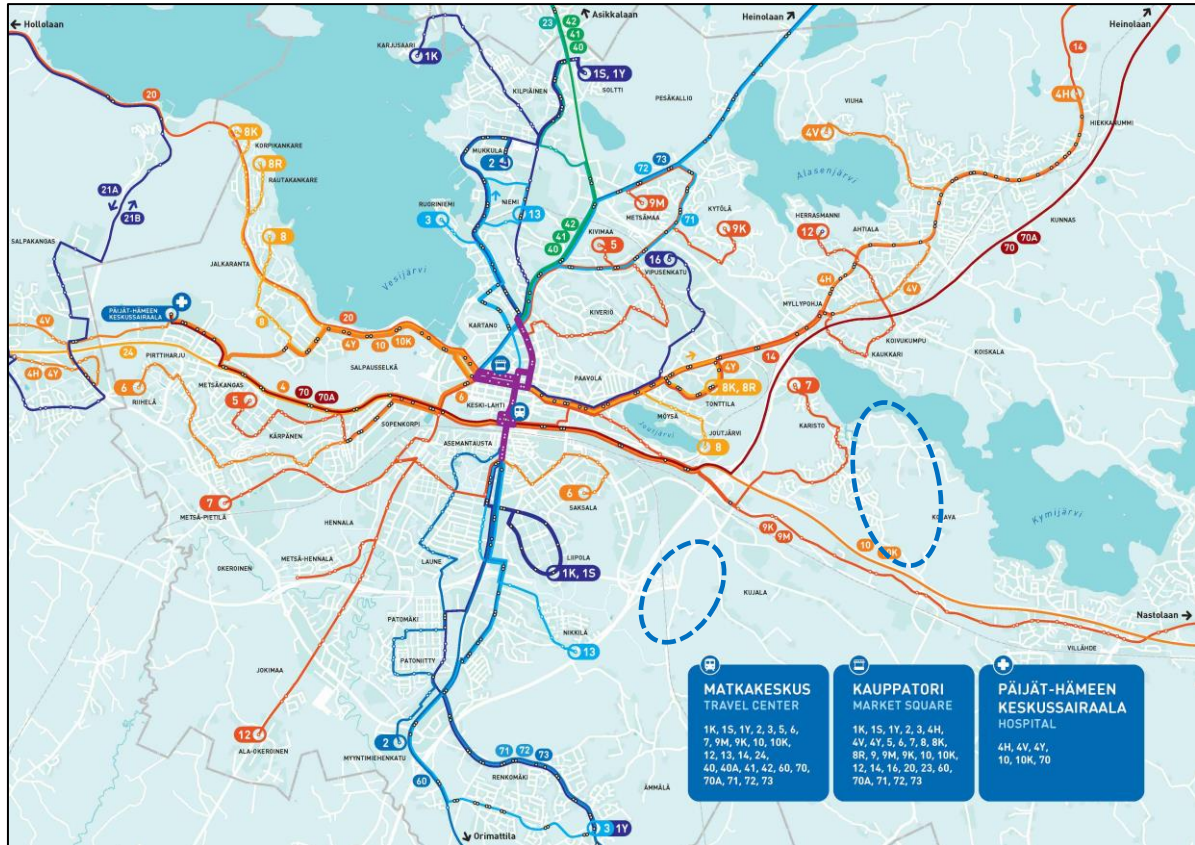 ← Hollolaan
23
42
41
40
Asikkalaan
Heinolaan
Heinolaan
KARJUSAARI
1K
1S, 1Y
SOLTTI
KILPIÄINEN
PESÄKALLIO
14
4H
VIUHA
4V
HIEKKANUMMI
20
8K
KORPIKANKARE
8R
RAUTAKANKARE
MUKKULA
2
72
73
Alasenjärvi
21A
21B
RUORINIEMI
3
NIEMI
13
9M
METSÄMAA
KYTÖLÄ
71
9K
HERRASMANNI
12
AHTIALA
KUNNAS
SALPAKANGAS
8
JALKARANTA
Vesijärvi
42
41
40
KIVIMAA
5
16
VIPUSENKATU
70
70A
4H
4V
MYLLYPOHJA
PÄIJÄT-HÄMEEN
KESKUSSAIRAALA
4V
8
20
4Y
10
10K
KARTANO
KIVERIÖ
KOIVUKUMPU
KAUKKARI
KOISKALA
24
PIRTTIHARJU
SALPAUSSELKÄ
14
4H
4Y
6
RIIHELÄ
METSÄKANGAS
4
70
70A
6
KESKI-LAHTI
PAAVOLA
4Y
8K, 8R
TONTTILA
7
5
KÄRPÄNEN
SOPENKORPI
MÖYSÄ
Joutjärvi
JOUTJÄRVI
8
KARISTO
ASEMANTAUSTA
7
METSÄ-PIETILÄ
6
SAKSALA
HENNALA
9K
9M
10
Kymijärvi
METSÄ-HENNALA
OKEROINEN
LAUNE
LIIPOLA
1K, 1S
KUJALA
PATOMÄKI
PATONIITTY
NIKKILÄ
13
Nastolaan
→
VILLÄHDE
JOKIMAA
12
ALA-OKEROINEN
2
MYYNTIMIEHENKATU
71
72
73
RENKOMÄKI
60
ÄMMÄLÄ
3
1Y
Orimattila
MATKAKESKUS
TRAVEL CENTER
1K, 1S, 1Y, 2, 3, 5, 6,
7, 9M, 9K, 10, 10K,
12, 13, 14, 24,
40, 40A, 41, 42, 60, 70,
70A, 71, 72, 73
KAUPPATORI
MARKET SQUARE
1K, 1S, 1Y, 2, 3, 4H,
4V, 4Y, 5, 6, 7, 8, 8K,
8R, 9, 9M, 9K, 10, 10K,
12, 14, 16, 20, 23, 60,
70A, 71, 72, 73
PÄIJÄT-HÄMEEN
KESKUSSAIRAALA
HOSPITAL
4H, 4V, 4Y,
10, 10K, 70